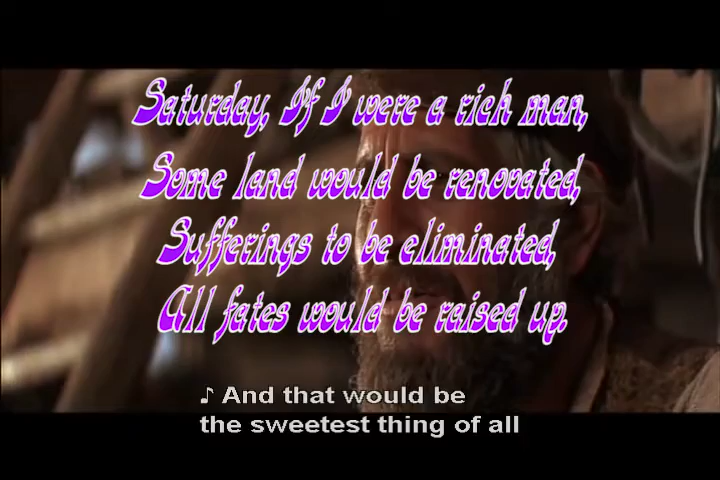 Saturday, If I were a rich man,
Some land would be renovated,
Sufferings to be eliminated,
All fates would be raised up.
♪ And that would be
the sweetest thing of all